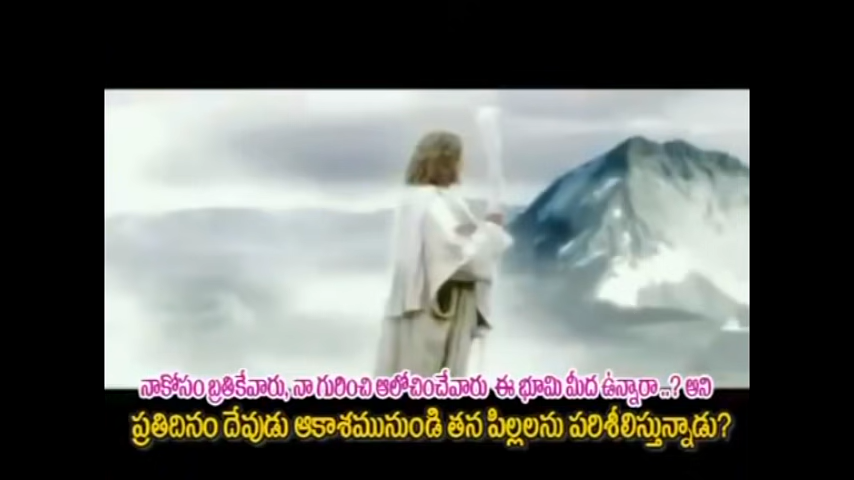 నాకోసం బ్రతికేవారు, నా గురించి ఆలోచించేవారు ఈ భూమి మీద ఉన్నారా...? అని
ప్రతిదినం దేవుడు ఆకాశమునుండి తన పిల్లలను పరిశీలిస్తున్నాడు?